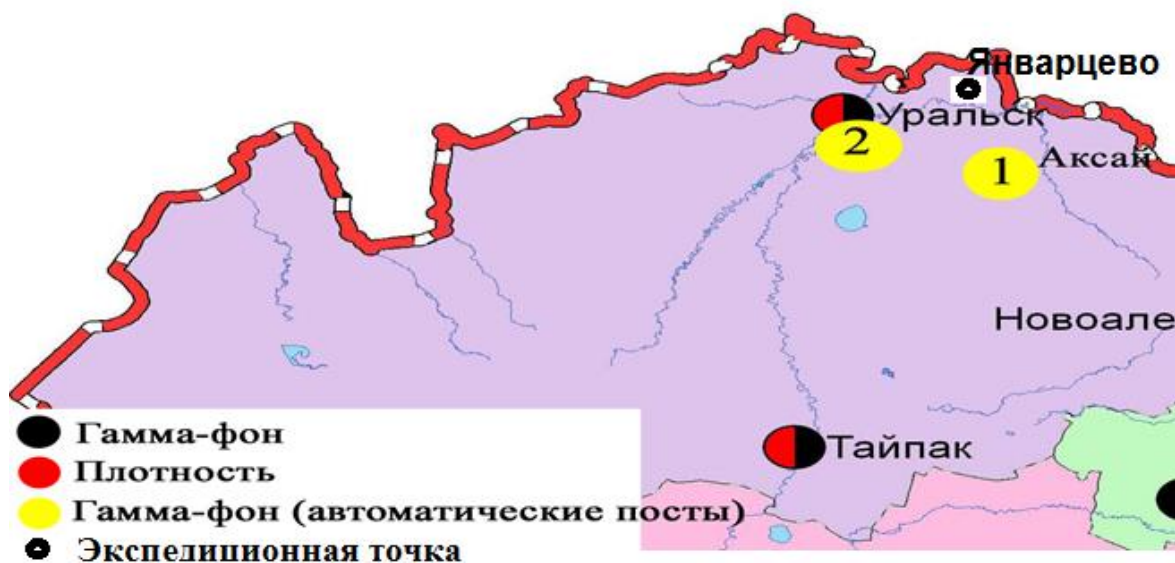 Январцево
Уральск
2
1
Аксай
Новоале
Тайпак
Гамма-фон
Плотность
Гамма-фон (автоматические посты)
Экспедиционная точка